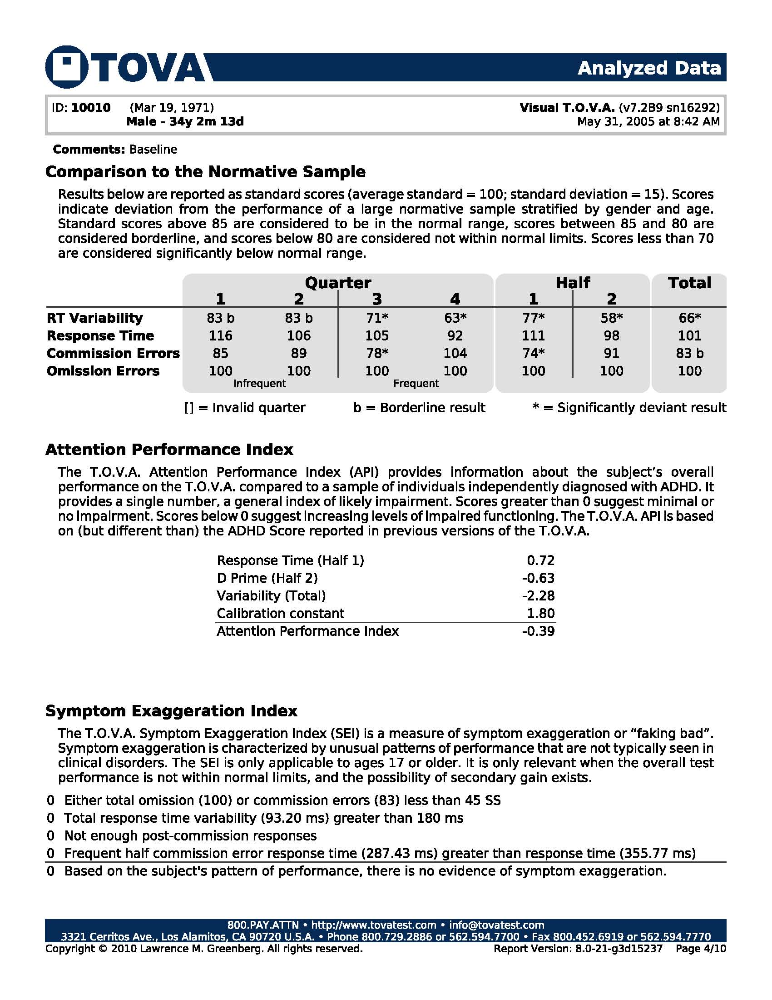 TOVA Analyzed Data
ID: 10010 (Mar 19, 1971) Visual T.O.V.A. (v7.2B9 sn16292)
Male - 34y 2m 13d May 31, 2005 at 8:42 AM
Comments: Baseline
Comparison to the Normative Sample
Results below are reported as standard scores (average standard = 100; standard deviation = 15). Scores
indicate deviation from the performance of a large normative sample stratified by gender and age.
Standard scores above 85 are considered to be in the normal range, scores between 85 and 80 are
considered borderline, and scores below 80 are considered not within normal limits. Scores less than 70
are considered significantly below normal range.
Quarter Half Total
1 2 3 4 1 2
RT Variability 83 b 83 b 71* 63* 77* 58* 66*
Response Time 116 106 105 92 111 98 101
Commission Errors 85 89 78* 104 74* 91 83 b
Omission Errors 100 100 100 100 100 100 100
Infrequent Frequent
[] = Invalid quarter b = Borderline result * = Significantly deviant result
Attention Performance Index
The T.O.V.A. Attention Performance Index (API) provides information about the subject’s overall
performance on the T.O.V.A. compared to a sample of individuals independently diagnosed with ADHD. It
provides a single number, a general index of likely impairment. Scores greater than 0 suggest minimal or
no impairment. Scores below 0 suggest increasing levels of impaired functioning. The T.O.V.A. API is based
on (but different than) the ADHD Score reported in previous versions of the T.O.V.A.
Response Time (Half 1) 0.72
D Prime (Half 2) -0.63
Variability (Total) -2.28
Calibration constant 1.80
Attention Performance Index -0.39
Symptom Exaggeration Index
The T.O.V.A. Symptom Exaggeration Index (SEI) is a measure of symptom exaggeration or “faking bad”.
Symptom exaggeration is characterized by unusual patterns of performance that are not typically seen in
clinical disorders. The SEI is only applicable to ages 17 or older. It is only relevant when the overall test
performance is not within normal limits, and the possibility of secondary gain exists.
0 Either total omission (100) or commission errors (83) less than 45 SS
0 Total response time variability (93.20 ms) greater than 180 ms
0 Not enough post-commission responses
0 Frequent half commission error response time (287.43 ms) greater than response time (355.77 ms)
0 Based on the subject's pattern of performance, there is no evidence of symptom exaggeration.
800.PAY.ATTN • http://www.tovatest.com • info@tovatest.com
3321 Cerritos Ave., Los Alamitos, CA 90720 U.S.A. • Phone 800.729.2886 or 562.594.7700 • Fax 800.452.6919 or 562.594.7770
Copyright © 2010 Lawrence M. Greenberg. All rights reserved. Report Version: 8.0-21-g3d15237 Page 4/10